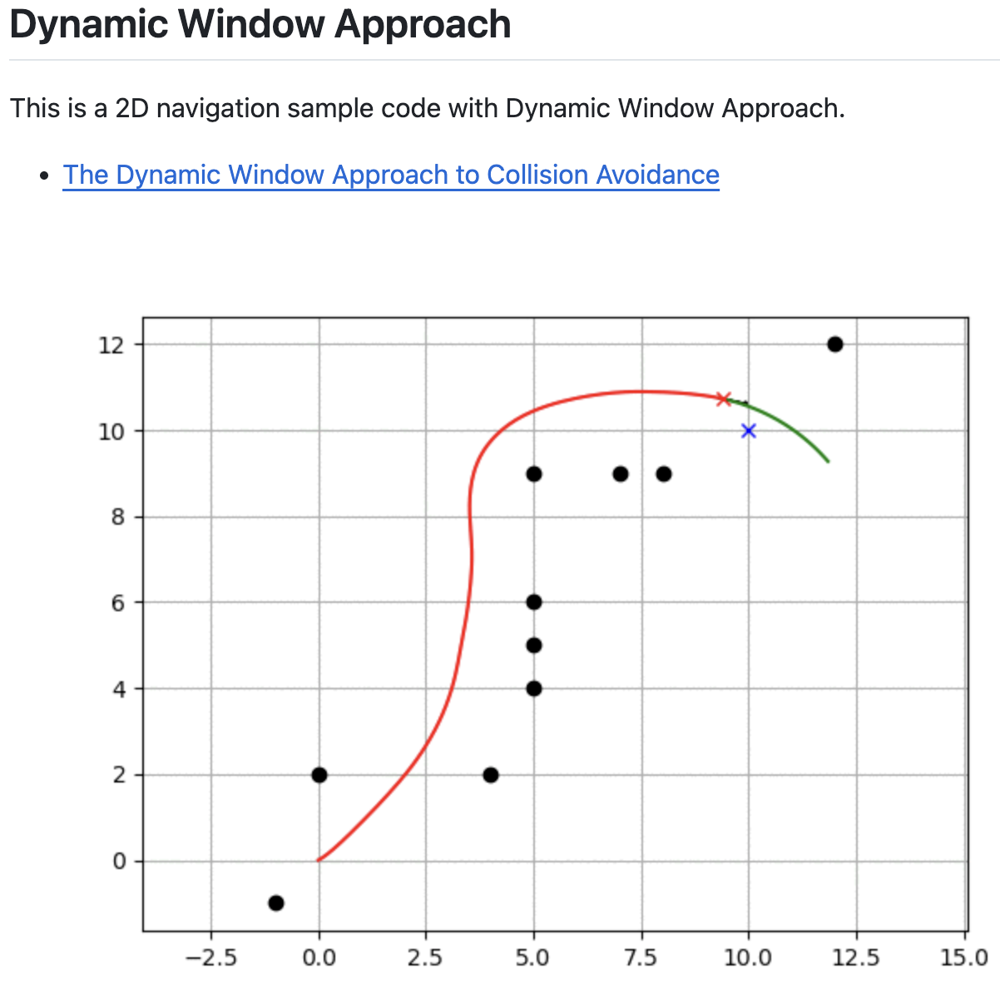 Dynamic Window Approach
This is a 2D navigation sample code with Dynamic Window Approach.
• The Dynamic Window Approach to Collision Avoidance
12
10
8
6
4
2
0
−2.5 0.0 2.5 5.0 7.5 10.0 12.5 15.0